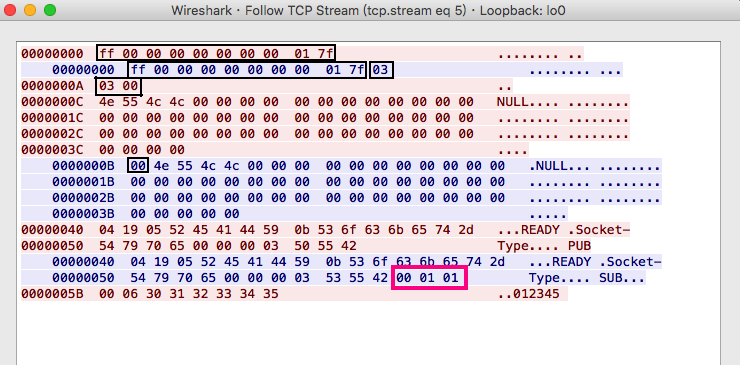 Wireshark · Follow TCP Stream (tcp.stream eq 5) · Loopback: lo0
00000000 ff 00 00 00 00 00 00 00 01 7f ........ ..
00000000 ff 00 00 00 00 00 00 00 01 7f 03 ........ ...
0000000A 03 00 ..
0000000C 4e 55 4c 4c 00 00 00 00 00 00 00 00 00 00 00 00 NULL.... ........
0000001C 00 00 00 00 00 00 00 00 00 00 00 00 00 00 00 00 ........ ........
0000002C 00 00 00 00 00 00 00 00 00 00 00 00 00 00 00 00 ........ ........
0000003C 00 00 00 00 ....
0000000B 00 4e 55 4c 4c 00 00 00 00 00 00 00 00 00 00 00 .NULL... ........
0000001B 00 00 00 00 00 00 00 00 00 00 00 00 00 00 00 00 ........ ........
0000002B 00 00 00 00 00 00 00 00 00 00 00 00 00 00 00 00 ........ ........
0000003B 00 00 00 00 00 .....
00000040 04 19 05 52 45 41 44 59 0b 53 6f 63 6b 65 74 2d ...READY .Socket-
00000050 54 79 70 65 00 00 00 03 50 55 42 Type.... PUB
00000040 04 19 05 52 45 41 44 59 0b 53 6f 63 6b 65 74 2d ...READY .Socket-
00000050 54 79 70 65 00 00 00 03 53 55 42 00 01 01 Type.... SUB...
0000005B 00 06 30 31 32 33 34 35 ..012345